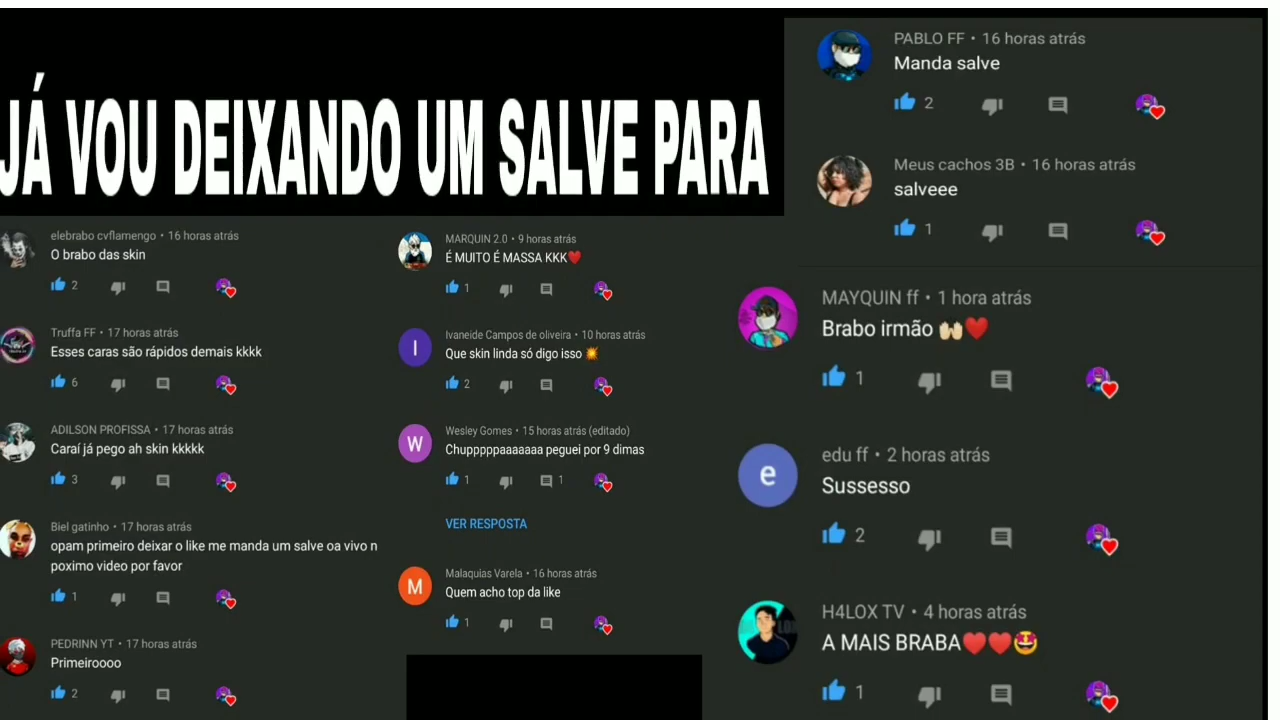 JÁ VOU DEIXANDO UM SALVE PARA
elebrabo cvflamengo • 16 horas atrás
O brabo das skin
2
Truffa FF • 17 horas atrás
Esses caras são rápidos demais kkkk
6
ADILSON PROFISSA • 17 horas atrás
Caraí já pego ah skin kkkkk
3
Biel gatinho • 17 horas atrás
opam primeiro deixar o like me manda um salve oa vivo n
poximo video por favor
1
PEDRINN YT • 17 horas atrás
Primeiroooo
2
MARQUIN 2.0 • 9 horas atrás
É MUITO É MASSA KKK❤️
1
I
Ivaneide Campos de oliveira • 10 horas atrás
Que skin linda só digo isso 💥
2
W
Wesley Gomes • 15 horas atrás (editado)
Chupppppaaaaaaa peguei por 9 dimas
1 1
VER RESPOSTA
M
Malaquias Varela • 16 horas atrás
Quem acho top da like
1
PABLO FF • 16 horas atrás
Manda salve
2
Meus cachos 3B • 16 horas atrás
salveee
1
MAYQUIN ff • 1 hora atrás
Brabo irmão 🙌🏻❤️
1
e
edu ff • 2 horas atrás
Sussesso
2
H4LOX TV • 4 horas atrás
A MAIS BRABA❤️❤️🤩
1